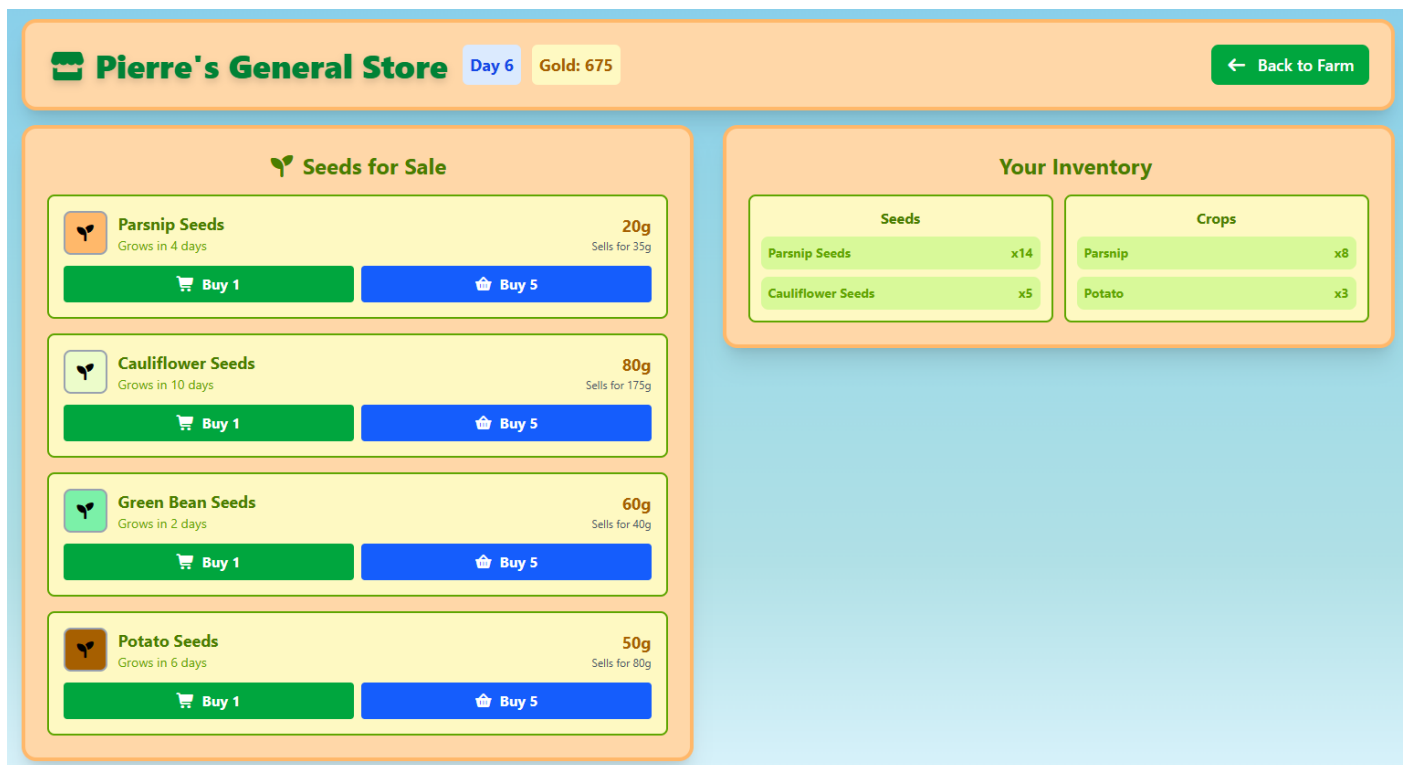 Pierre's General Store
Day 6
Gold: 675
Back to Farm
Seeds for Sale
Parsnip Seeds
20g
Grows in 4 days
Sells for 35g
Buy 1
Buy 5
Cauliflower Seeds
80g
Grows in 10 days
Sells for 175g
Buy 1
Buy 5
Green Bean Seeds
60g
Grows in 2 days
Sells for 40g
Buy 1
Buy 5
Potato Seeds
50g
Grows in 6 days
Sells for 80g
Buy 1
Buy 5
Your Inventory
Seeds
Parsnip Seeds x14
Cauliflower Seeds x5
Crops
Parsnip x8
Potato x3